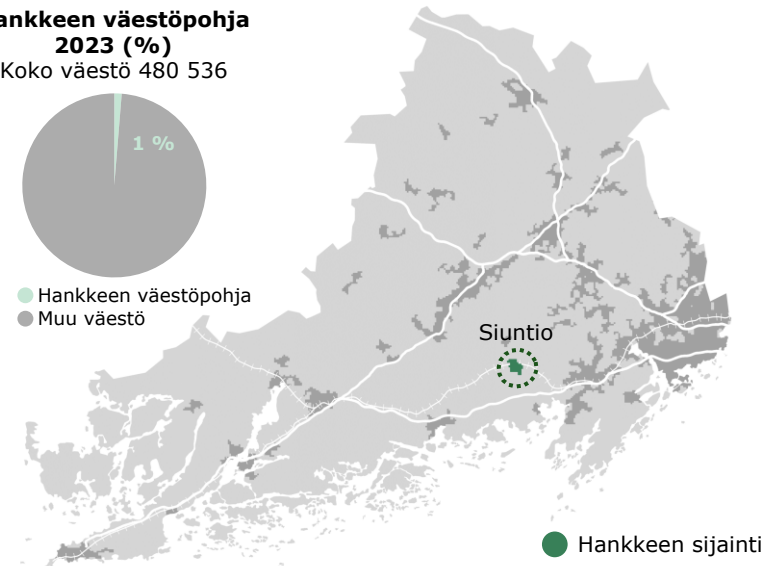 ankkeen väestöpohja
2023 (%)
Koko väestö 480 536
1 %
Hankkeen väestöpohja
Muu väestö
Siuntio
Hankkeen sijainti